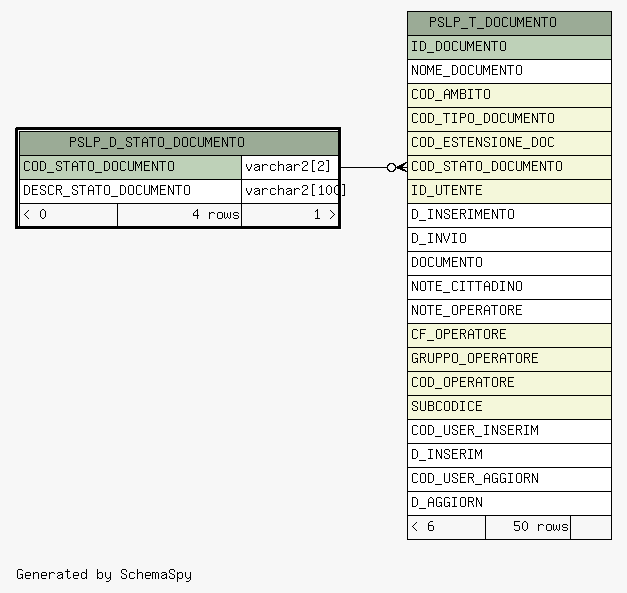 PSLP_D_STATO_DOCUMENTO
COD_STATO_DOCUMENTO varchar2[2]
DESCR_STATO_DOCUMENTO varchar2[100]
< 0 4 rows 1 >
PSLP_T_DOCUMENTO
ID_DOCUMENTO
NOME_DOCUMENTO
COD_AMBITO
COD_TIPO_DOCUMENTO
COD_ESTENSIONE_DOC
COD_STATO_DOCUMENTO
ID_UTENTE
D_INSERIMENTO
D_INVIO
DOCUMENTO
NOTE_CITTADINO
NOTE_OPERATORE
CF_OPERATORE
GRUPPO_OPERATORE
COD_OPERATORE
SUBCODICE
COD_USER_INSERIM
D_INSERIM
COD_USER_AGGIORN
D_AGGIORN
< 6 50 rows
Generated by SchemaSpy